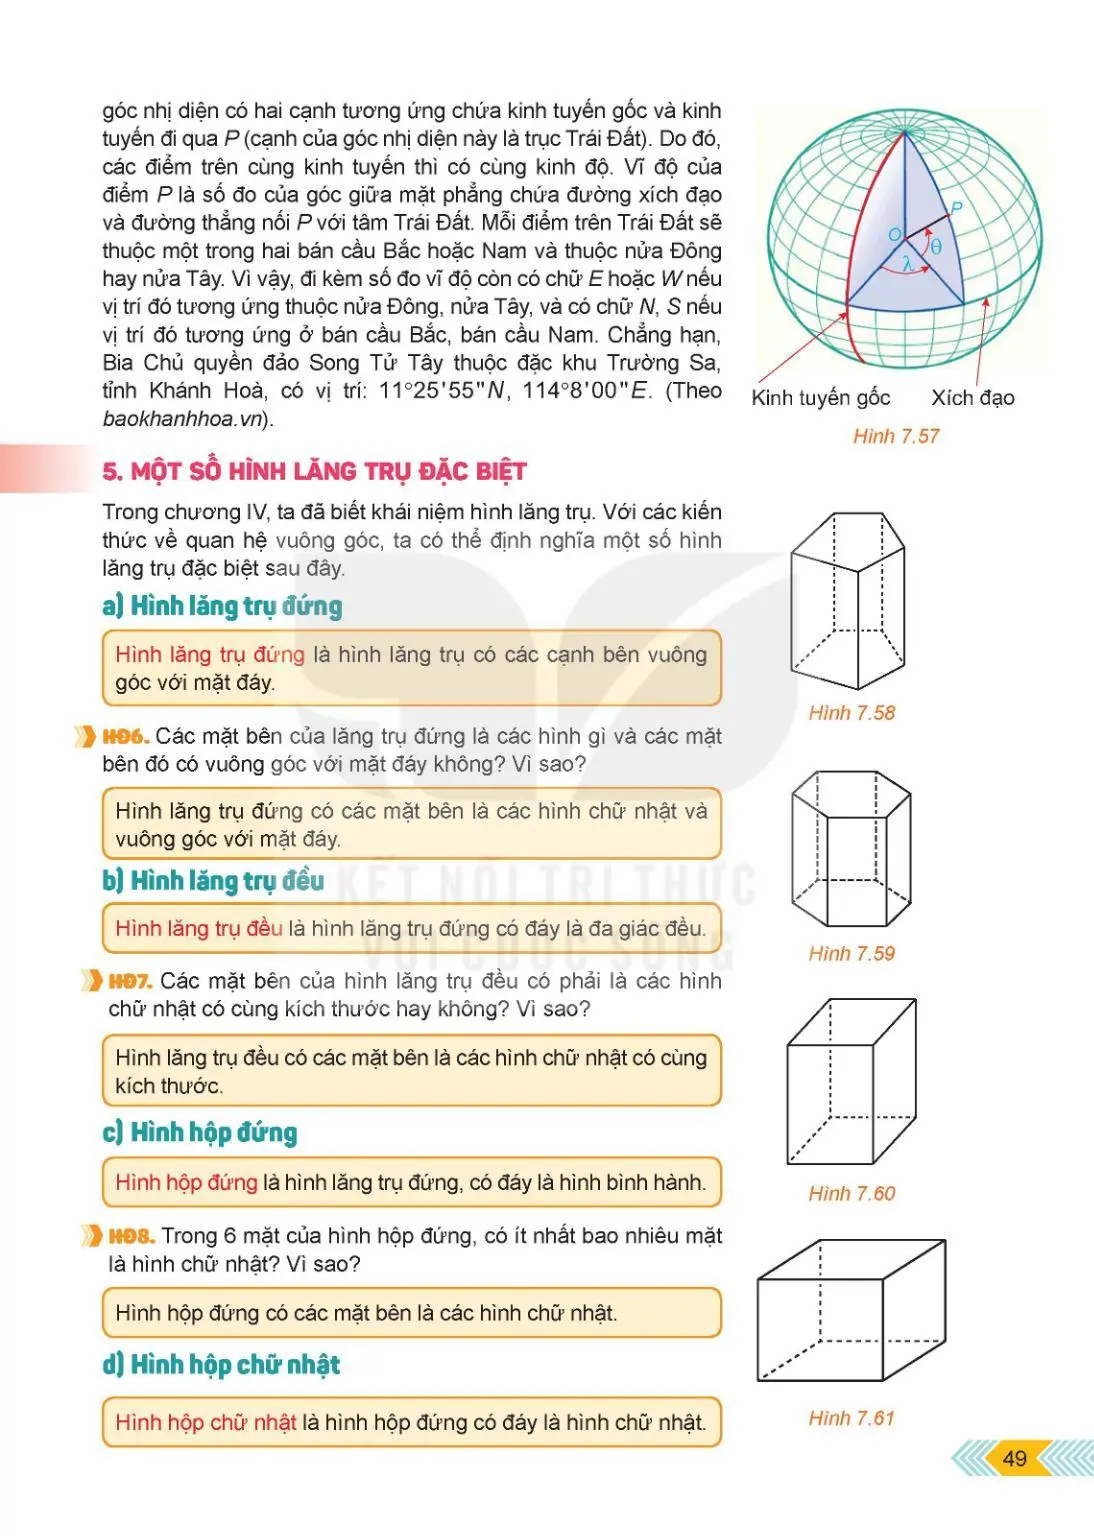 góc nhị diện có hai cạnh tương ứng chứa kinh tuyến gốc và kinh
tuyến đi qua P (cạnh của góc nhị diện này là trục Trái Đất). Do đó,
các điểm trên cùng kinh tuyến thì có cùng kinh độ. Vĩ độ của
điểm P là số đo của góc giữa mặt phẳng chứa đường xích đạo
và đường thẳng nối P với tâm Trái Đất. Mỗi điểm trên Trái Đất sẽ
thuộc một trong hai bán cầu Bắc hoặc Nam và thuộc nửa Đông
hay nửa Tây. Vì vậy, đi kèm số đo vĩ độ còn có chữ E hoặc W nếu
vị trí đó tương ứng thuộc nửa Đông, nửa Tây, và có chữ N, S nếu
vị trí đó tương ứng ở bán cầu Bắc, bán cầu Nam. Chẳng hạn,
Bia Chủ quyền đảo Song Tử Tây thuộc đặc khu Trường Sa,
tỉnh Khánh Hoà, có vị trí: 11°25'55"N, 114°8'00"E. (Theo
baokhanhhoa.vn).
P
O
θ
λ
Kinh tuyến gốc
Xích đạo
Hình 7.57
5. MỘT SỐ HÌNH LĂNG TRỤ ĐẶC BIỆT
Trong chương IV, ta đã biết khái niệm hình lăng trụ. Với các kiến
thức về quan hệ vuông góc, ta có thể định nghĩa một số hình
lăng trụ đặc biệt sau đây.
a) Hình lăng trụ đứng
Hình lăng trụ đứng là hình lăng trụ có các cạnh bên vuông
góc với mặt đáy.
Hình 7.58
HĐ6. Các mặt bên của lăng trụ đứng là các hình gì và các mặt
bên đó có vuông góc với mặt đáy không? Vì sao?
Hình lăng trụ đứng có các mặt bên là các hình chữ nhật và
vuông góc với mặt đáy.
b) Hình lăng trụ đều
KẾT NỐI TRI THỨC
VỚI CUỘC SỐNG
Hình lăng trụ đều là hình lăng trụ đứng có đáy là đa giác đều.
Hình 7.59
HĐ7. Các mặt bên của hình lăng trụ đều có phải là các hình
chữ nhật có cùng kích thước hay không? Vì sao?
Hình lăng trụ đều có các mặt bên là các hình chữ nhật có cùng
kích thước.
c) Hình hộp đứng
Hình hộp đứng là hình lăng trụ đứng, có đáy là hình bình hành.
Hình 7.60
HĐ8. Trong 6 mặt của hình hộp đứng, có ít nhất bao nhiêu mặt
là hình chữ nhật? Vì sao?
Hình hộp đứng có các mặt bên là các hình chữ nhật.
d) Hình hộp chữ nhật
Hình hộp chữ nhật là hình hộp đứng có đáy là hình chữ nhật.
Hình 7.61
49